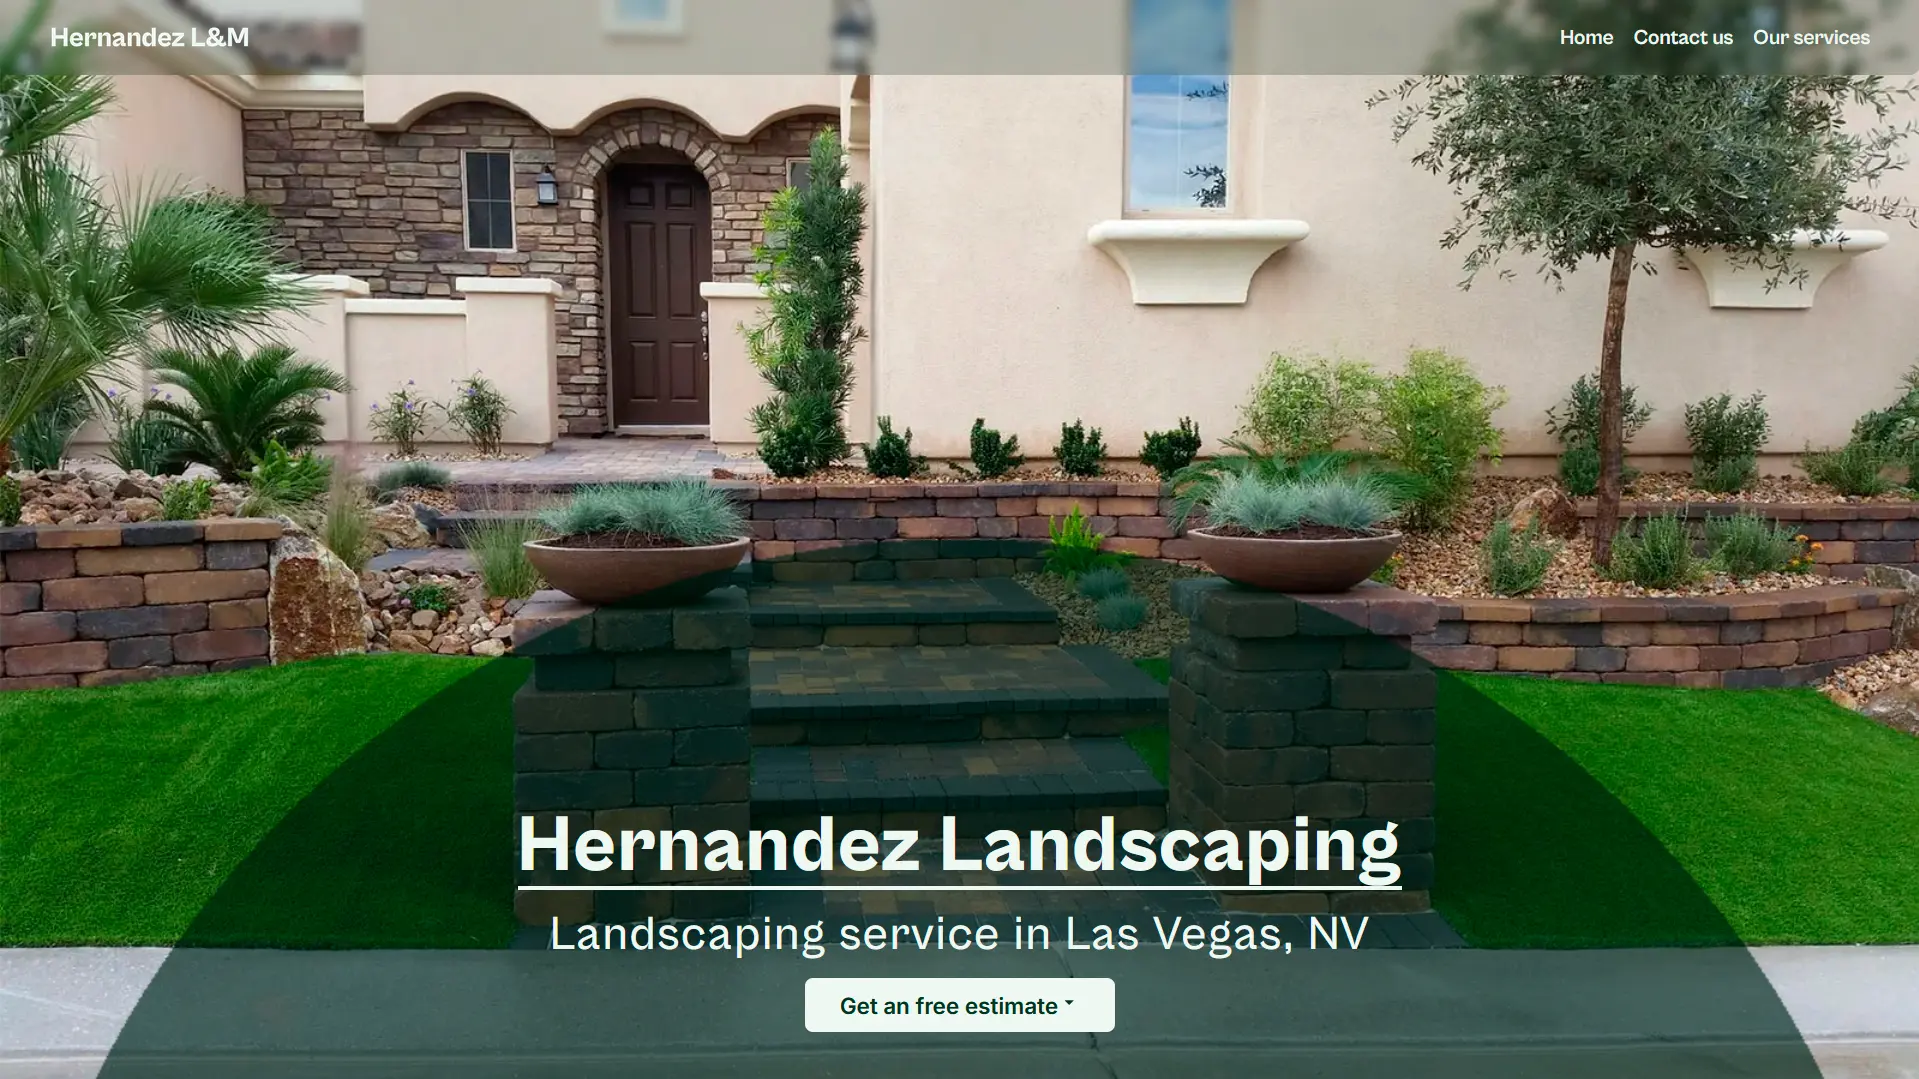 Hernandez L&M
Home Contact us Our services
Hernandez Landscaping
Landscaping service in Las Vegas, NV
Get an free estimate